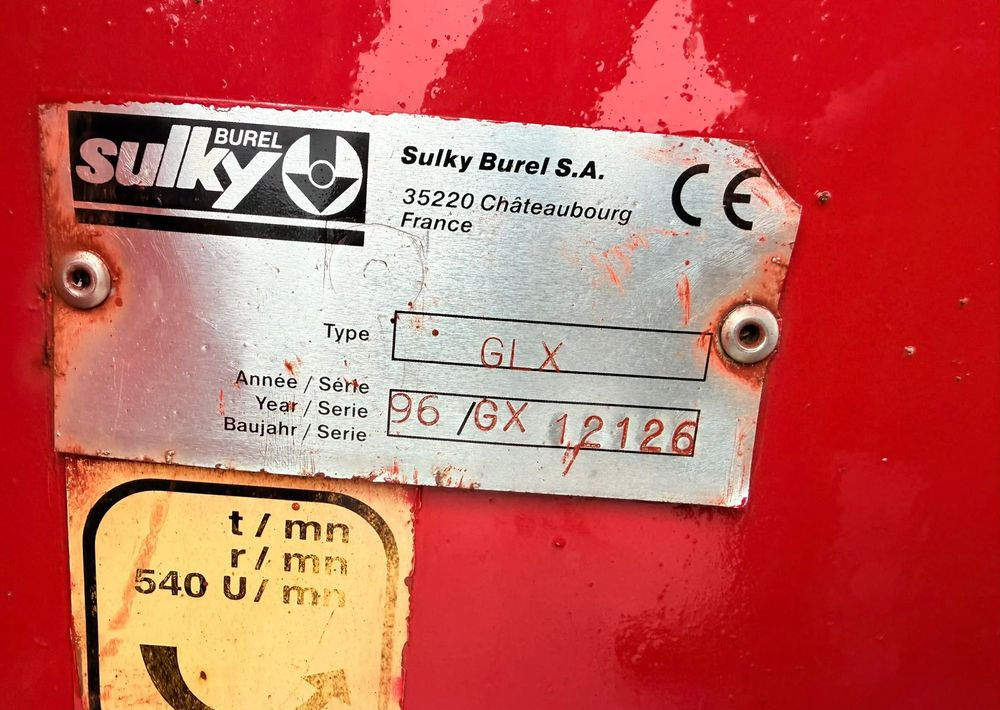 sulky BUREL
Sulky Burel S.A.
35220 Châteaubourg
France
CE
Type GLX
Année / Série
Year / Serie 96 /GX 12126
Baujahr / Serie
t / mn
r / mn
540 U / mn